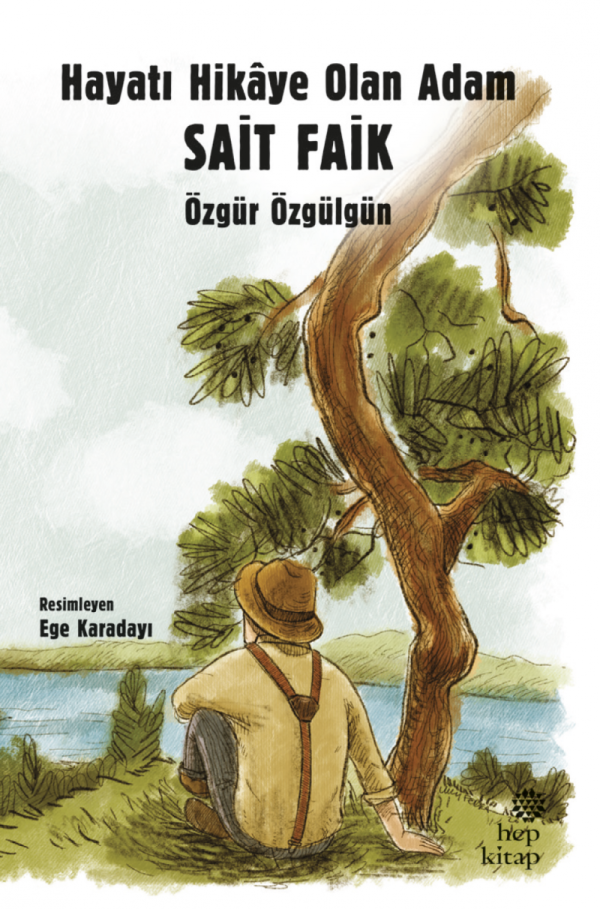 Hayatı Hikâye Olan Adam
SAİT FAİK
Özgür Özgülgün
Resimleyen
Ege Karadayı
hep
kitap